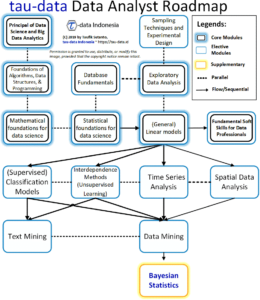 tau-data Data Analyst Roadmap
Principal of
Data Science and Big
Data Analytics
-data Indonesia
(c) 2020 by Taufik Sutanto,
tau-data Indonesia ~ https://tau-data.id
Permission is granted for use, distribute, or modify this
image, provided that the copyright notice remain intact.
Sampling
Techniques and
Experimental
Design
Legends:
Core Modules
Elective
Modules
Supplementary
Parallel
Flow/Sequential
Foundations of
Algorithms, Data
Structures, &
Programming
Database
Fundamentals
Exploratory
Data Analysis
Mathematical
foundations for
data science
Statistical
foundations for
data science
(General)
Linear models
Fundamental Soft
Skills for Data
Professionals
(Supervised)
Classification
Models
Interdependence
Methods
(Unsupervised
Learning)
Time Series
Analysis
Spatial Data
Analysis
Text Mining
Data Mining
Bayesian
Statistics